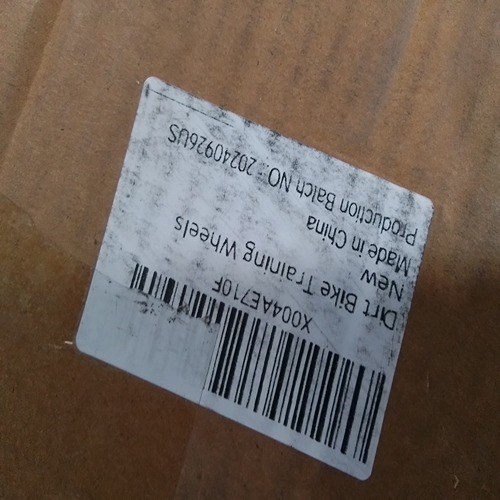 X004AE710F
Dirt Bike Training Wheels
New
Made in China
Production Batch NO.: 20240926US